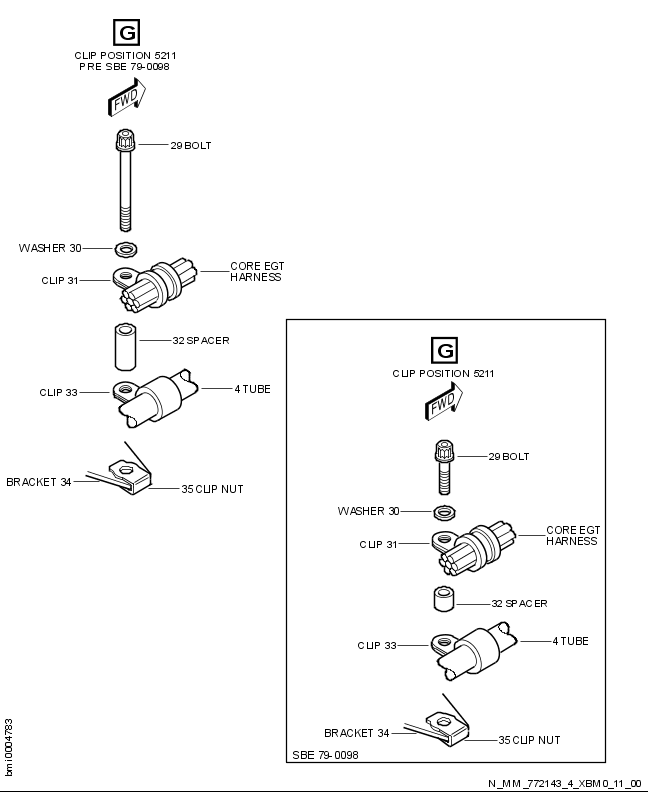 G
CLIP POSITION 5211
PRE SBE 79-0098
FWD
29 BOLT
WASHER 30
CLIP 31
CORE EGT
HARNESS
32 SPACER
CLIP 33
4 TUBE
BRACKET 34
35 CLIP NUT
G
CLIP POSITION 5211
FWD
29 BOLT
WASHER 30
CLIP 31
CORE EGT
HARNESS
32 SPACER
CLIP 33
4 TUBE
BRACKET 34
35 CLIP NUT
SBE 79-0098
bmi0004783
N_MM_772143_4_XBM0_11_00